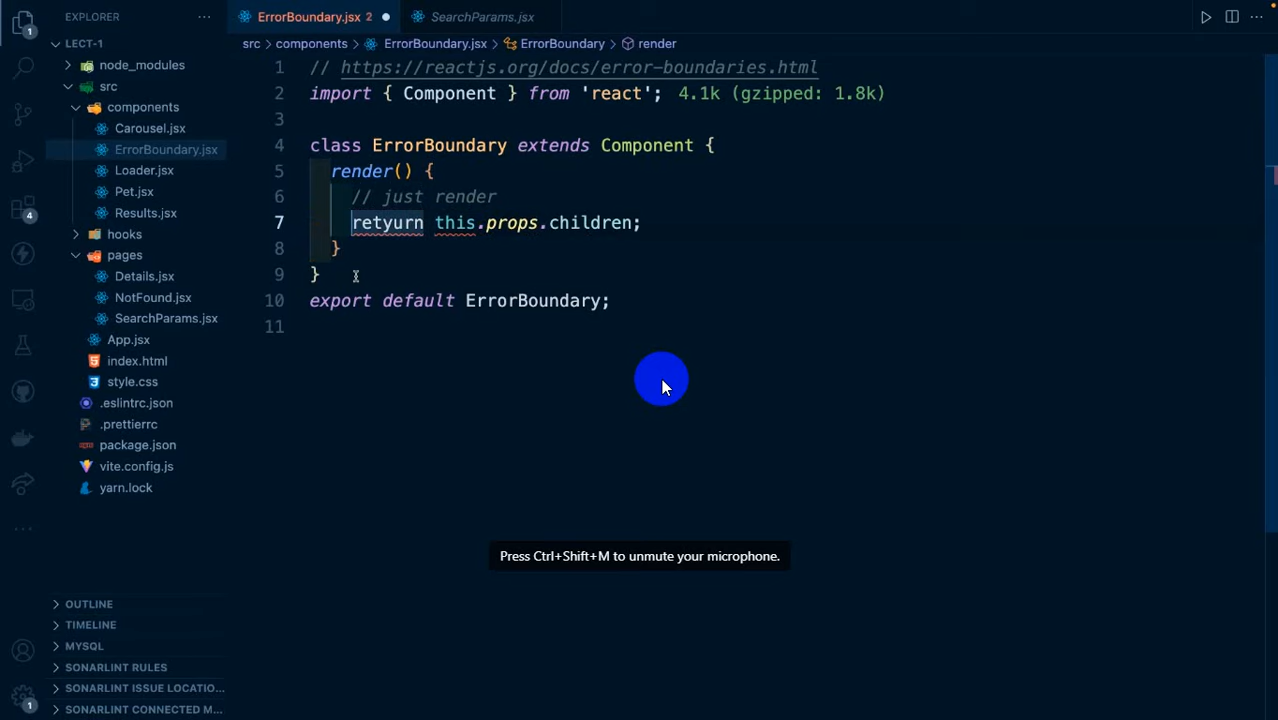 EXPLORER
LECT-1
node_modules
src
components
Carousel.jsx
ErrorBoundary.jsx
Loader.jsx
Pet.jsx
Results.jsx
hooks
pages
Details.jsx
NotFound.jsx
SearchParams.jsx
App.jsx
index.html
style.css
.eslintrc.json
.prettierrc
package.json
vite.config.js
yarn.lock
OUTLINE
TIMELINE
MYSQL
SONARLINT RULES
SONARLINT ISSUE LOCATIO...
SONARLINT CONNECTED M...
1
4
1
ErrorBoundary.jsx 2
SearchParams.jsx
src components ErrorBoundary.jsx ErrorBoundary render
1 // https://reactjs.org/docs/error-boundaries.html
2 import { Component } from 'react'; 4.1k (gzipped: 1.8k)
3
4 class ErrorBoundary extends Component {
5 render() {
6 // just render
7 retyurn this.props.children;
8 }
9 }
10 export default ErrorBoundary;
11
Press Ctrl+Shift+M to unmute your microphone.